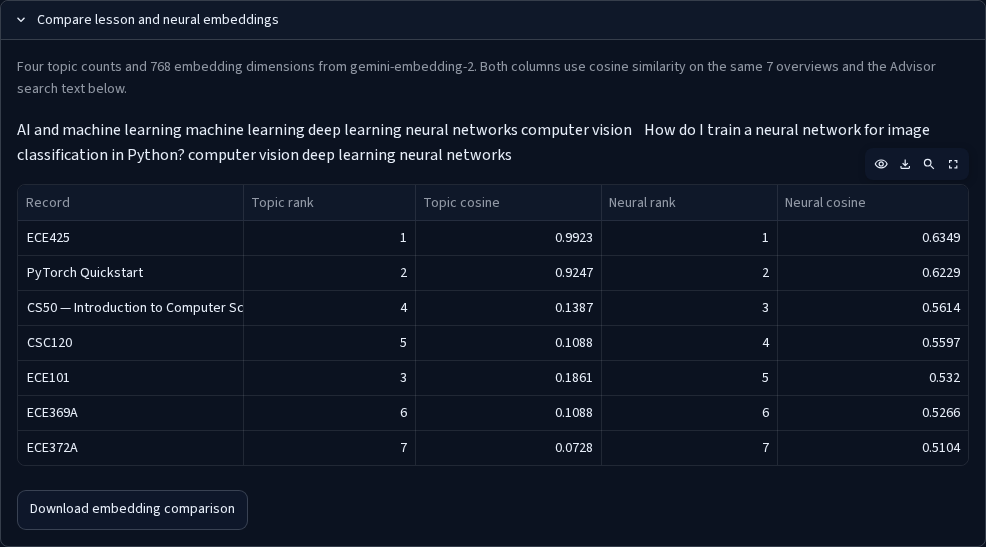 Compare lesson and neural embeddings
Four topic counts and 768 embedding dimensions from gemini-embedding-2. Both columns use cosine similarity on the same 7 overviews and the Advisor
search text below.
AI and machine learning machine learning deep learning neural networks computer vision How do I train a neural network for image
classification in Python? computer vision deep learning neural networks
Record Topic rank Topic cosine Neural rank Neural cosine
ECE425 1 0.9923 1 0.6349
PyTorch Quickstart 2 0.9247 2 0.6229
CS50 — Introduction to Computer Sc 4 0.1387 3 0.5614
CSC120 5 0.1088 4 0.5597
ECE101 3 0.1861 5 0.532
ECE369A 6 0.1088 6 0.5266
ECE372A 7 0.0728 7 0.5104
Download embedding comparison